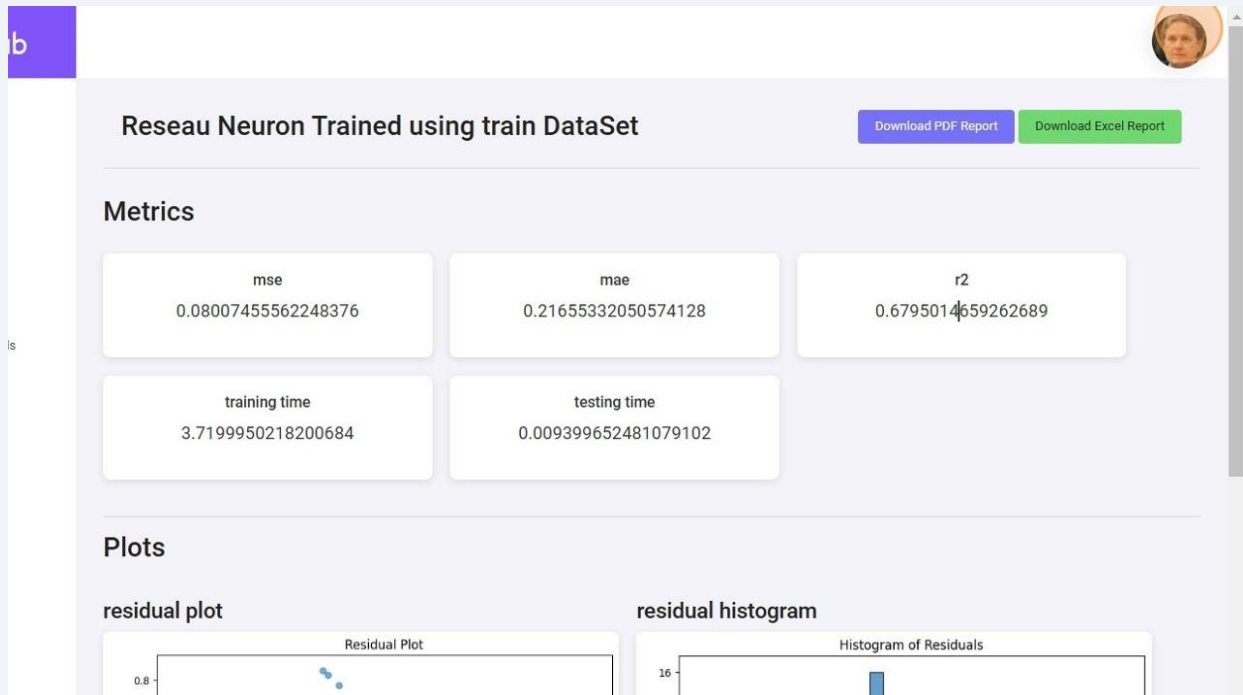 ıb
Reseau Neuron Trained using train DataSet
Download PDF Report
Download Excel Report
Metrics
mse
0.08007455562248376
mae
0.21655332050574128
r2
0.6795014659262689
ls
training time
3.7199950218200684
testing time
0.009399652481079102
Plots
residual plot
residual histogram
Residual Plot
Histogram of Residuals
0.8
16